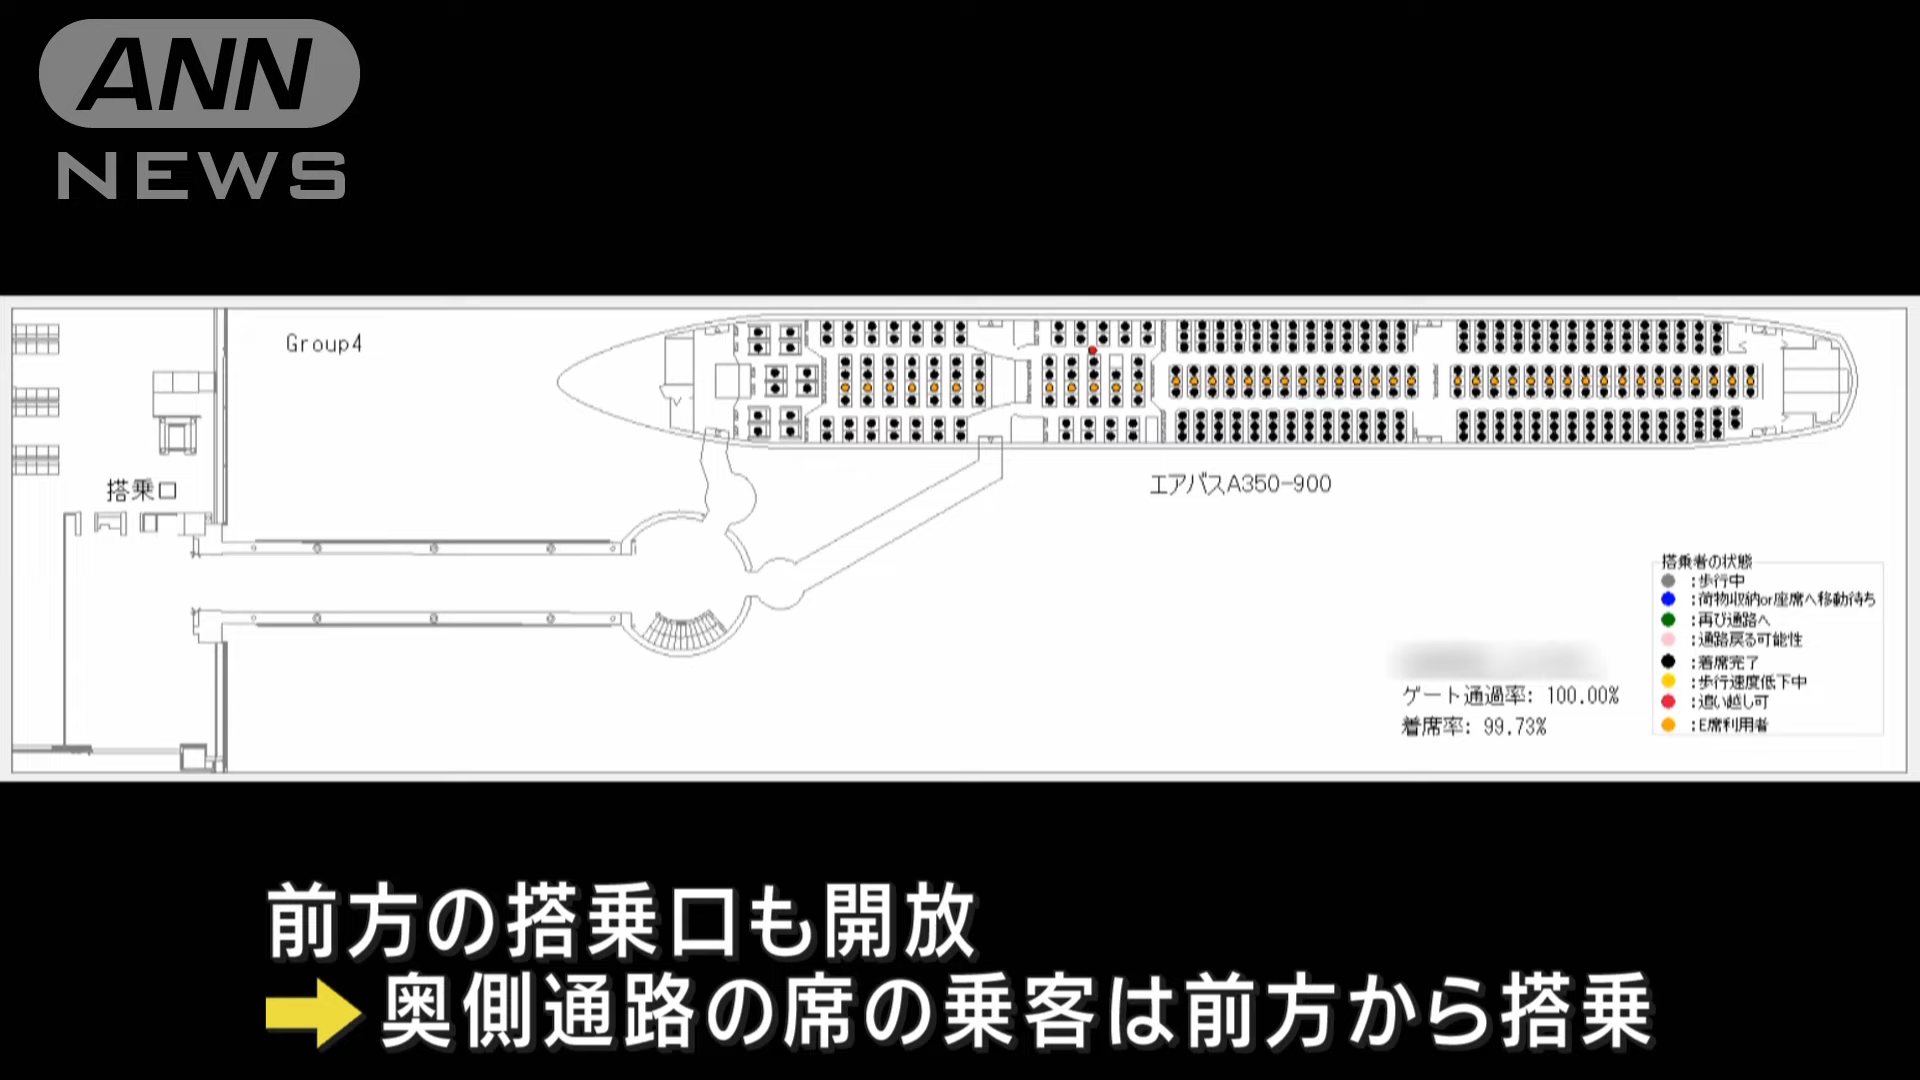 ANN
NEWS
Group4
搭乗口
エアバスA350-900
搭乗者の状態
:歩行中
:荷物収納or座席へ移動待ち
:再び通路へ
:通路戻る可能性
:着席完了
:歩行速度低下中
:追い越し可
:E席利用者
ゲート通過率: 100.00%
着席率: 99.73%
前方の搭乗口も開放
➡奥側通路の席の乗客は前方から搭乗